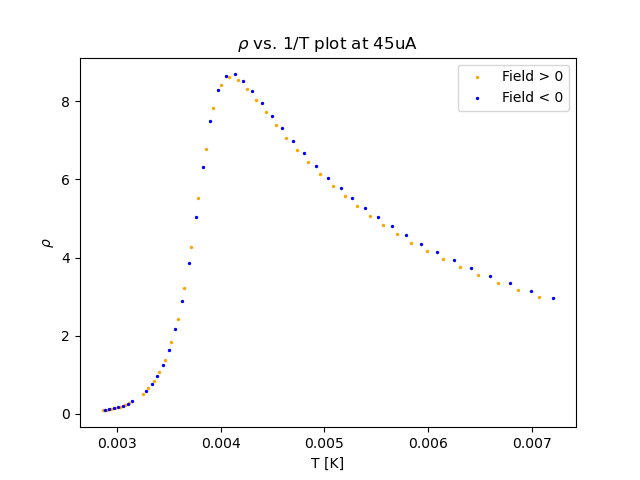 ρ vs. 1/T plot at 45uA
Field > 0
Field < 0
8
6
4
2
0
ρ
0.003 0.004 0.005 0.006 0.007
T [K]